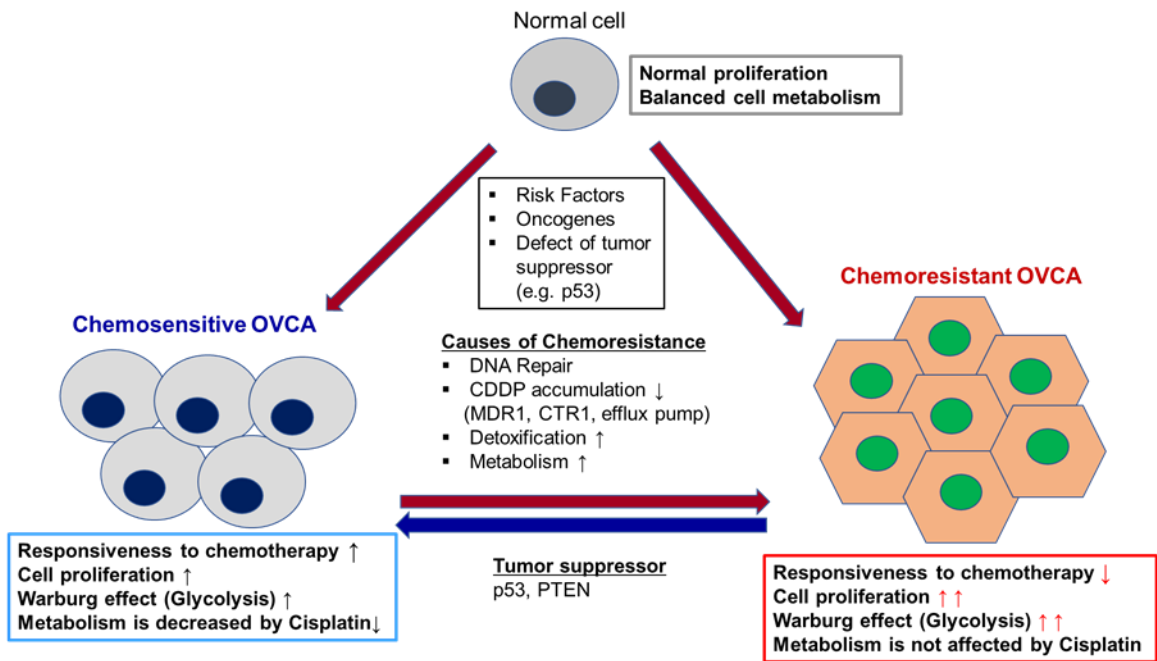 Normal cell
Normal proliferation
Balanced cell metabolism
▪ Risk Factors
▪ Oncogenes
▪ Defect of tumor
suppressor
(e.g. p53)
Chemosensitive OVCA
Chemoresistant OVCA
Causes of Chemoresistance
▪ DNA Repair
▪ CDDP accumulation ↓
(MDR1, CTR1, efflux pump)
▪ Detoxification ↑
▪ Metabolism ↑
Tumor suppressor
p53, PTEN
Responsiveness to chemotherapy ↑
Cell proliferation ↑
Warburg effect (Glycolysis) ↑
Metabolism is decreased by Cisplatin↓
Responsiveness to chemotherapy ↓
Cell proliferation ↑↑
Warburg effect (Glycolysis) ↑↑
Metabolism is not affected by Cisplatin